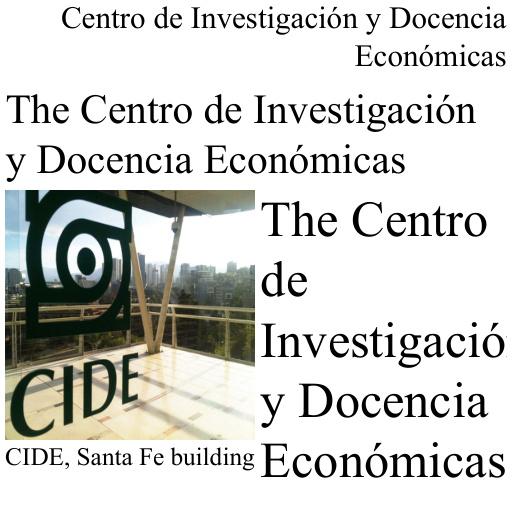 Centro de Investigación y Docencia
Económicas
The Centro de Investigación
y Docencia Económicas
CIDE
CIDE, Santa Fe building
The Centro
de
Investigació
y Docencia
Económicas